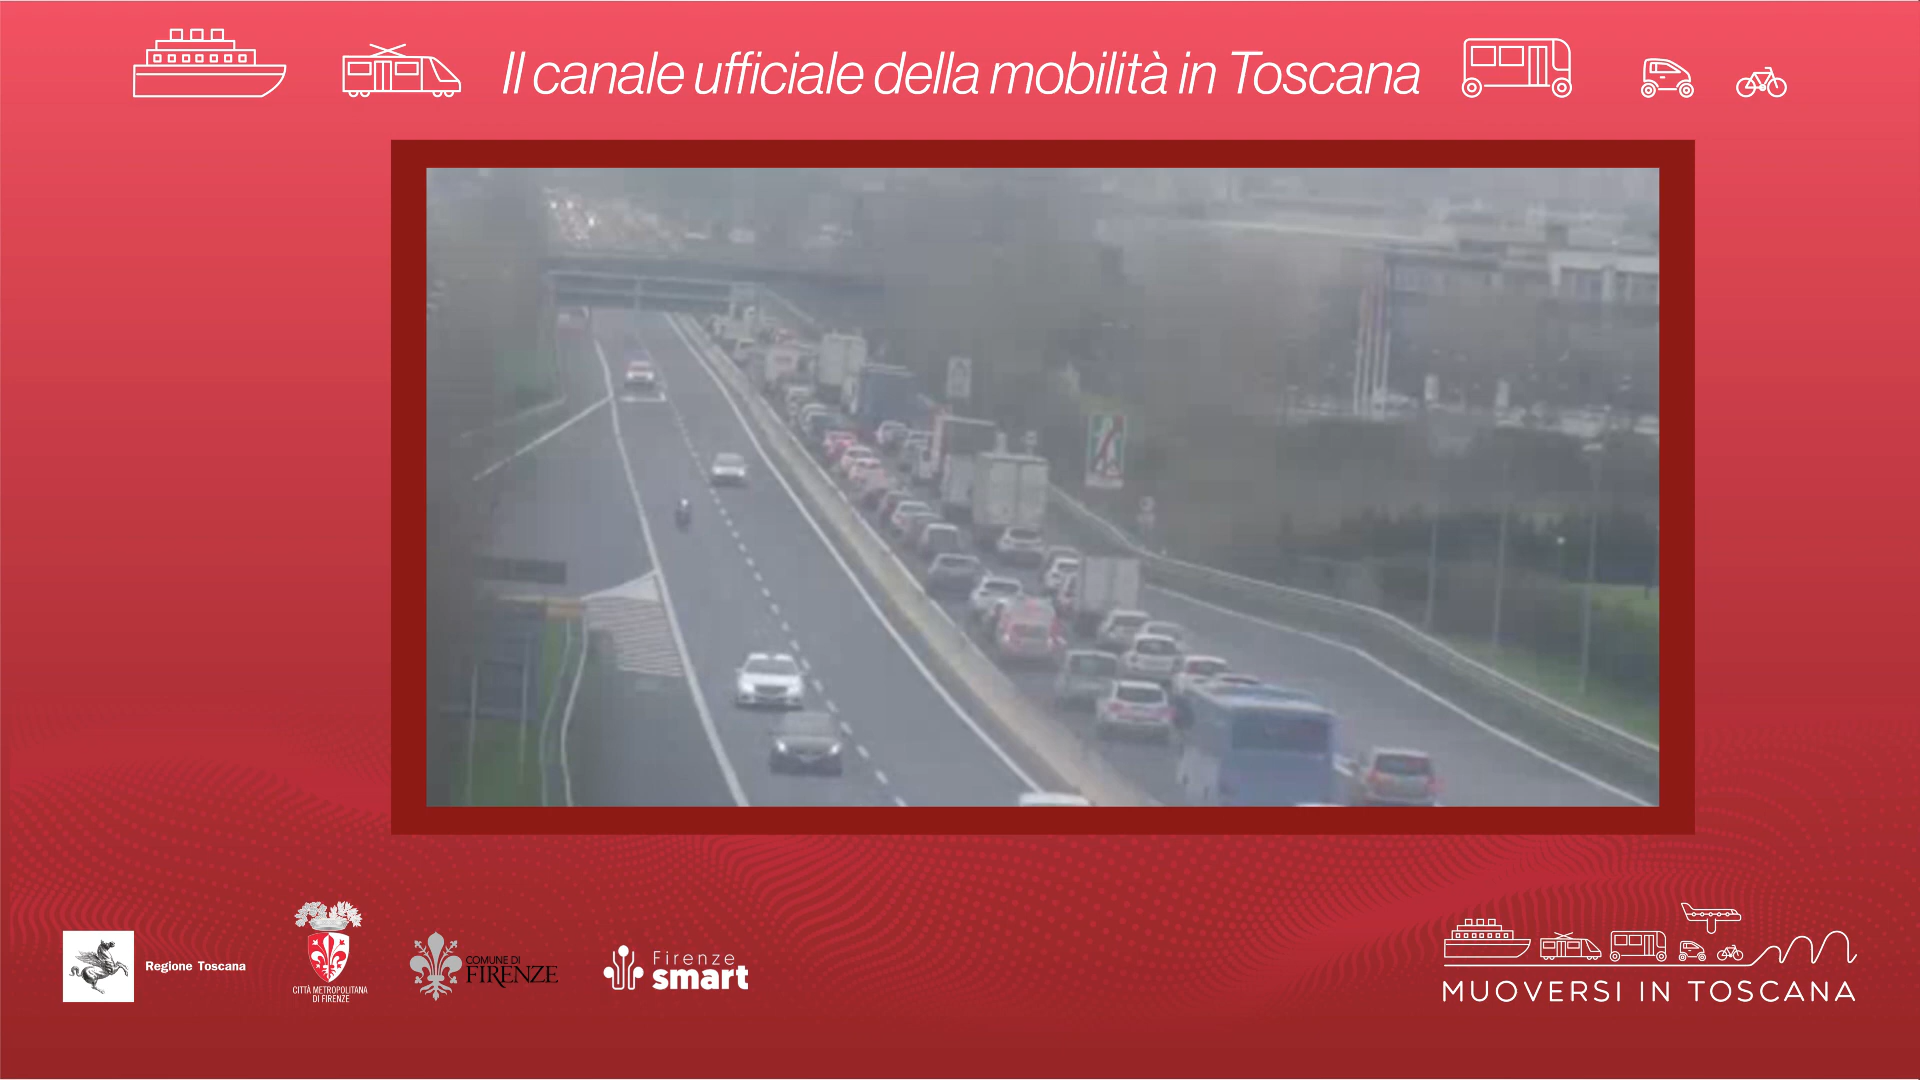 Il canale ufficiale della mobilità in Toscana
Regione Toscana
CITTÀ METROPOLITANA
DI FIRENZE
COMUNE DI
FIRENZE
Firenze
smart
MUOVERSI IN TOSCANA